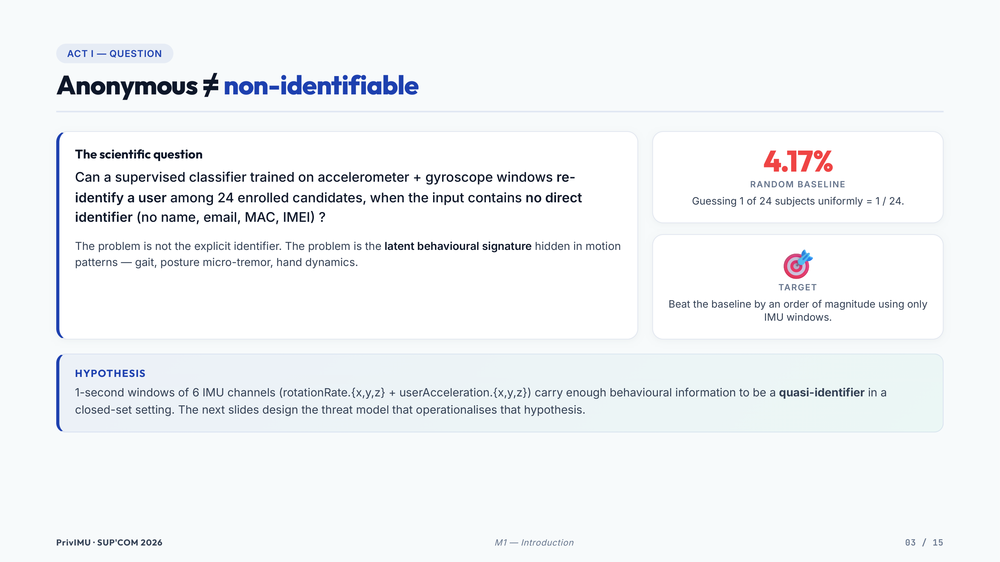 ACT I — QUESTION
Anonymous ≠ non-identifiable
The scientific question
Can a supervised classifier trained on accelerometer + gyroscope windows re-
identify a user among 24 enrolled candidates, when the input contains no direct
identifier (no name, email, MAC, IMEI) ?
The problem is not the explicit identifier. The problem is the latent behavioural signature hidden in motion
patterns — gait, posture micro-tremor, hand dynamics.
4.17%
RANDOM BASELINE
Guessing 1 of 24 subjects uniformly = 1 / 24.
TARGET
Beat the baseline by an order of magnitude using only
IMU windows.
HYPOTHESIS
1-second windows of 6 IMU channels (rotationRate.{x,y,z} + userAcceleration.{x,y,z}) carry enough behavioural information to be a quasi-identifier in a
closed-set setting. The next slides design the threat model that operationalises that hypothesis.
PrivIMU · SUP'COM 2026
M1 — Introduction
03 / 15